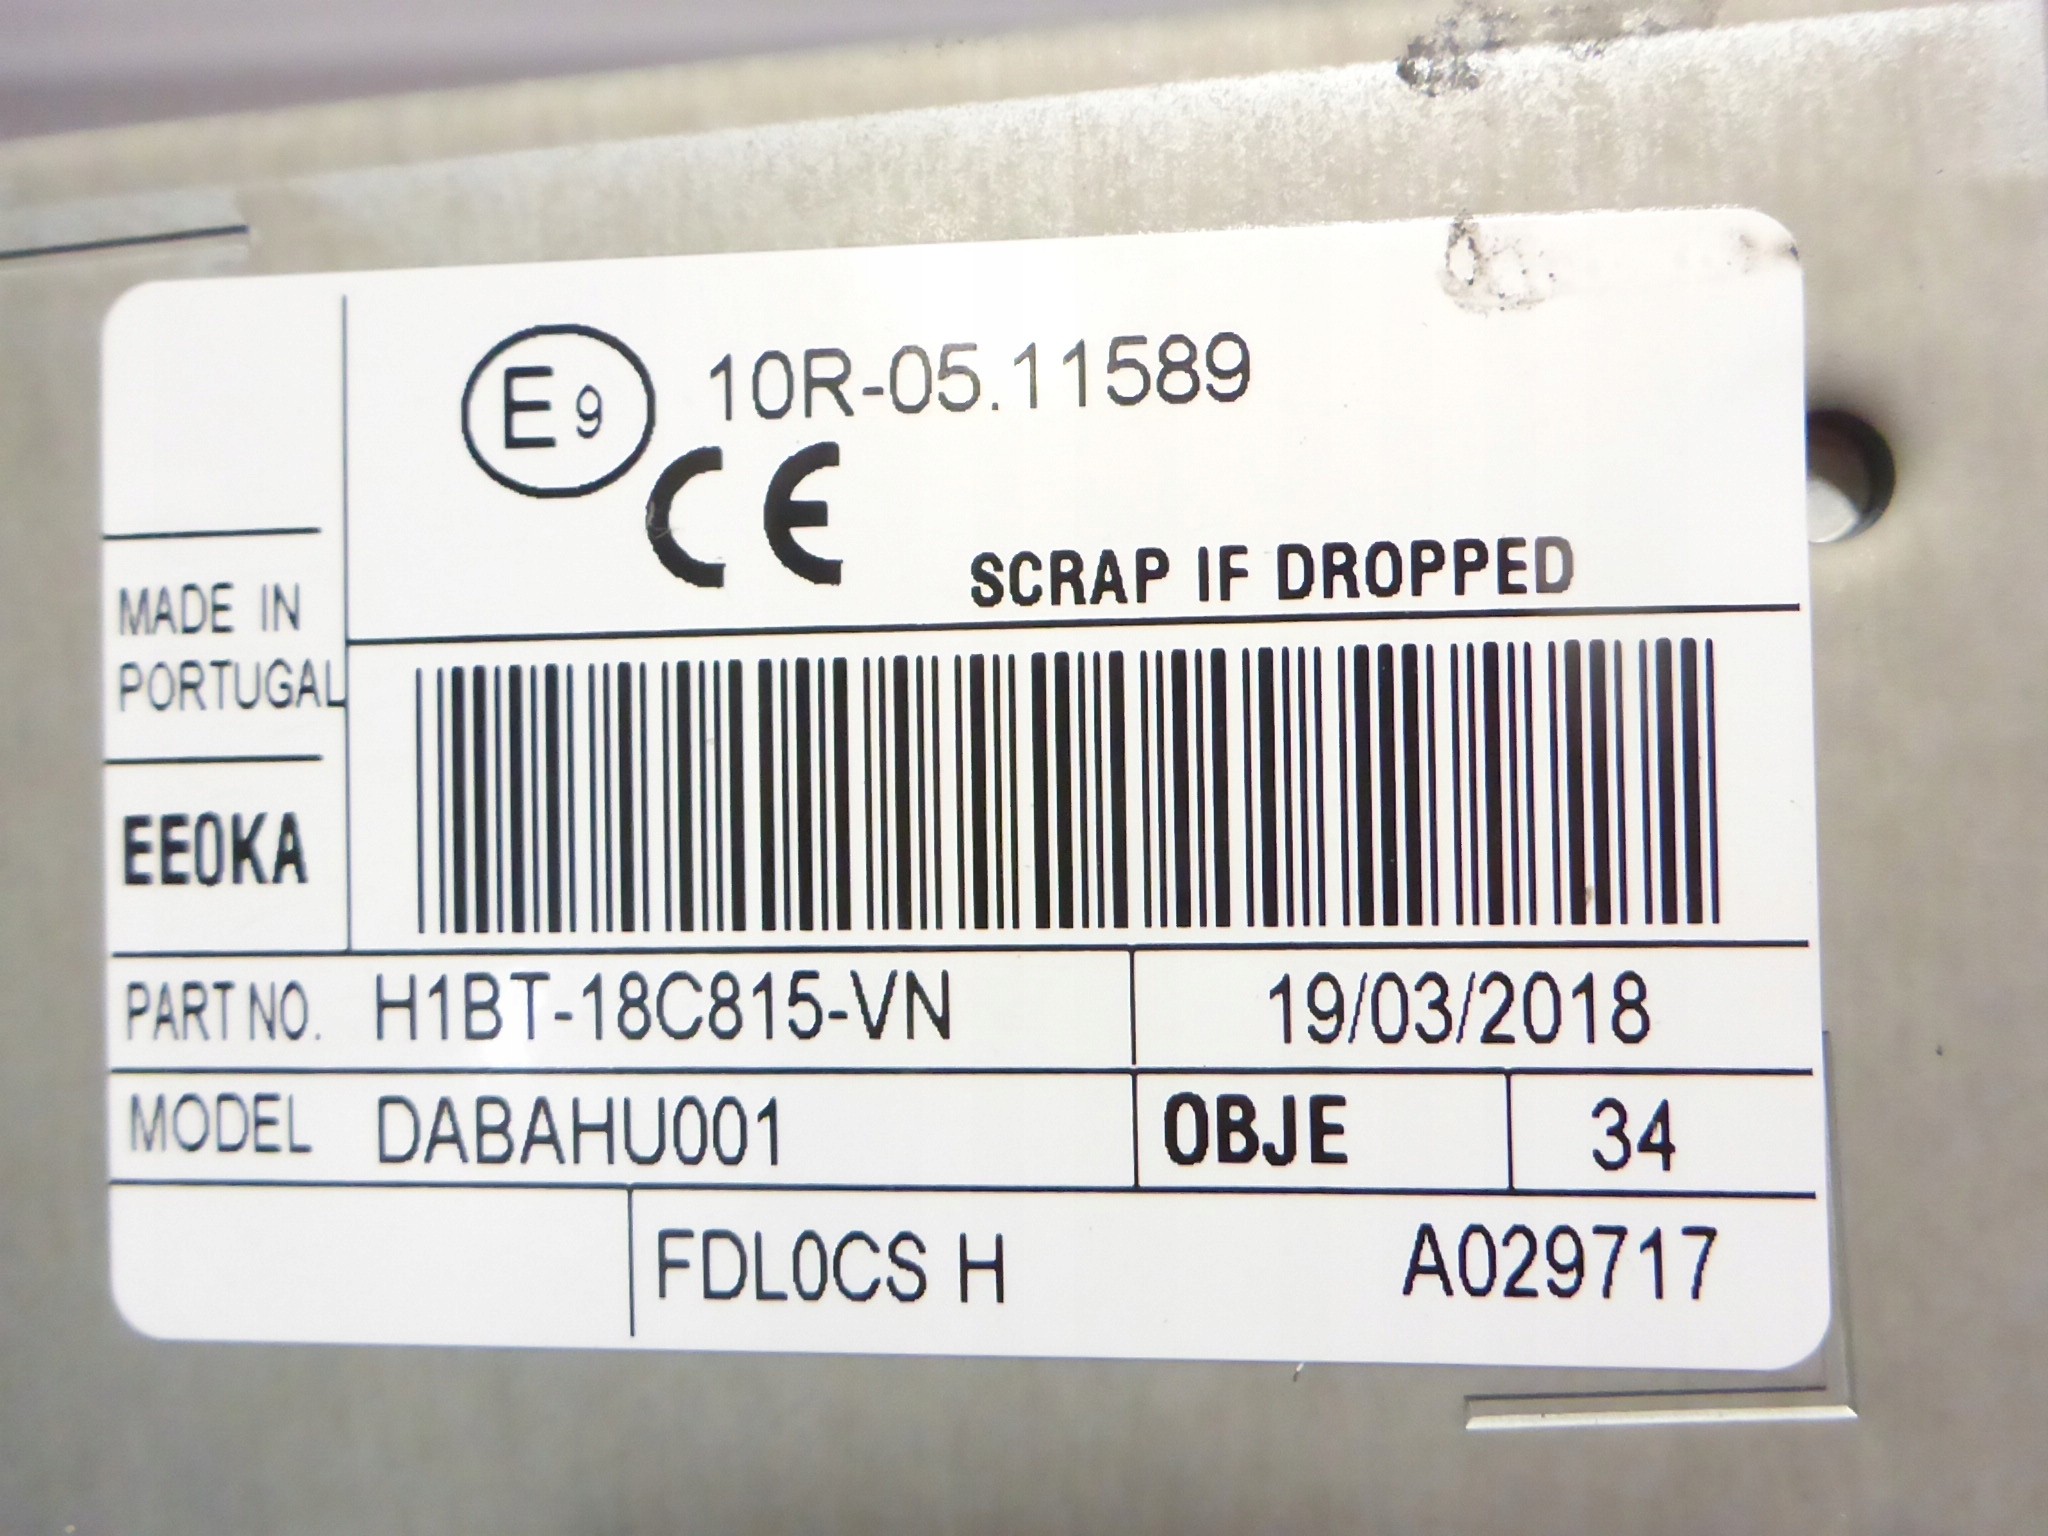 E9 10R-05.11589
CE
SCRAP IF DROPPED
MADE IN
PORTUGAL
EE0KA
PART NO. H1BT-18C815-VN 19/03/2018
MODEL DABAHU001 OBJE 34
FDL0CS H A029717